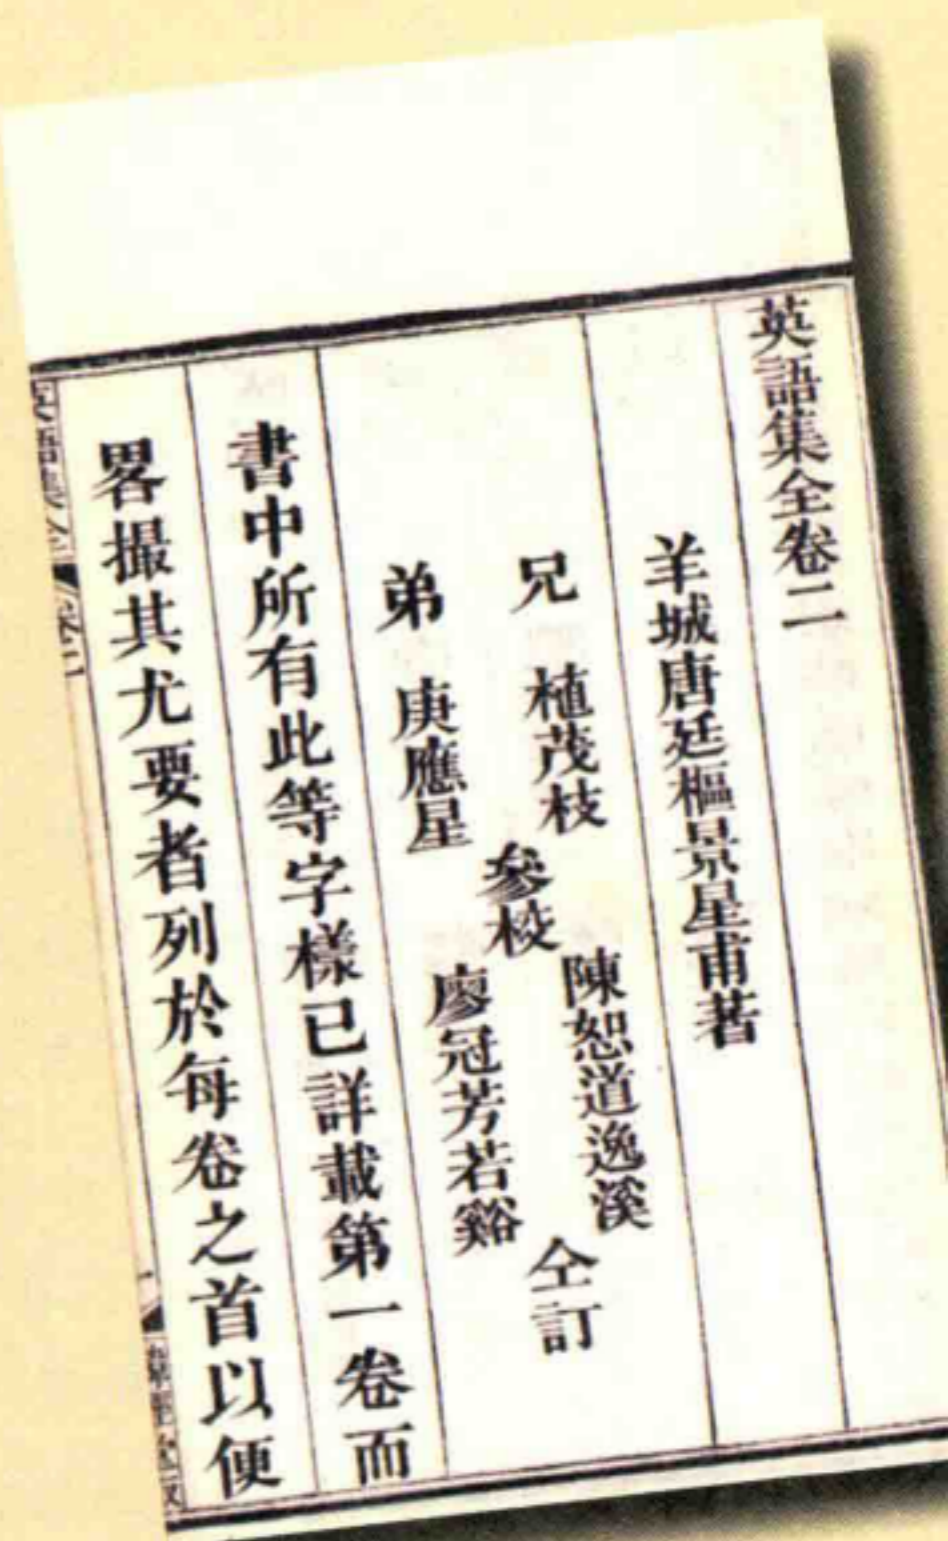 英語集全卷二
羊城唐廷樞景星甫著
兄 植茂枝
弟 庚應星
參校
陳恕道逸溪
廖冠芳若谿
仝訂
書中所有此等字樣已詳載第一卷而
畧撮其尤要者列於每卷之首以便